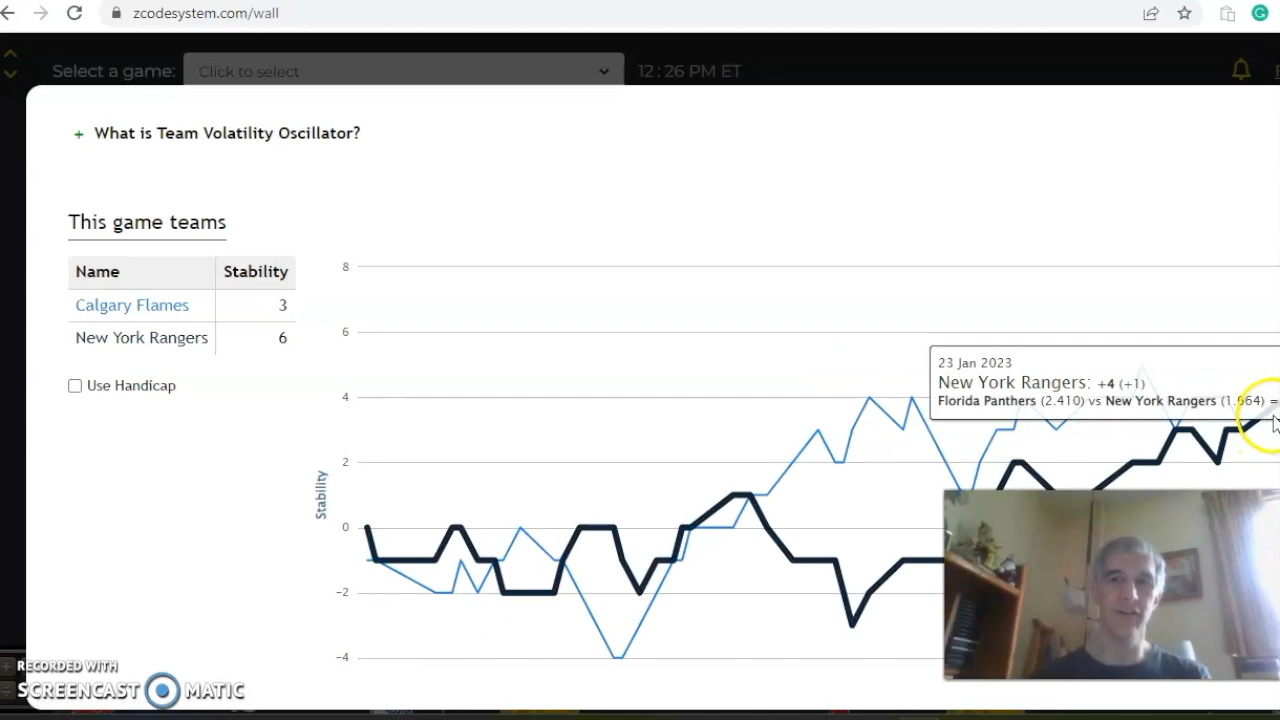 zcodesystem.com/wall
Select a game: Click to select 12:26 PM ET
+ What is Team Volatility Oscillator?
This game teams
Name Stability
Calgary Flames 3
New York Rangers 6
Use Handicap
8
6
4
2
0
−2
−4
Stability
23 Jan 2023
New York Rangers: +4 (+1)
Florida Panthers (2.410) vs New York Rangers (1.664) =
RECORDED WITH
SCREENCAST MATIC